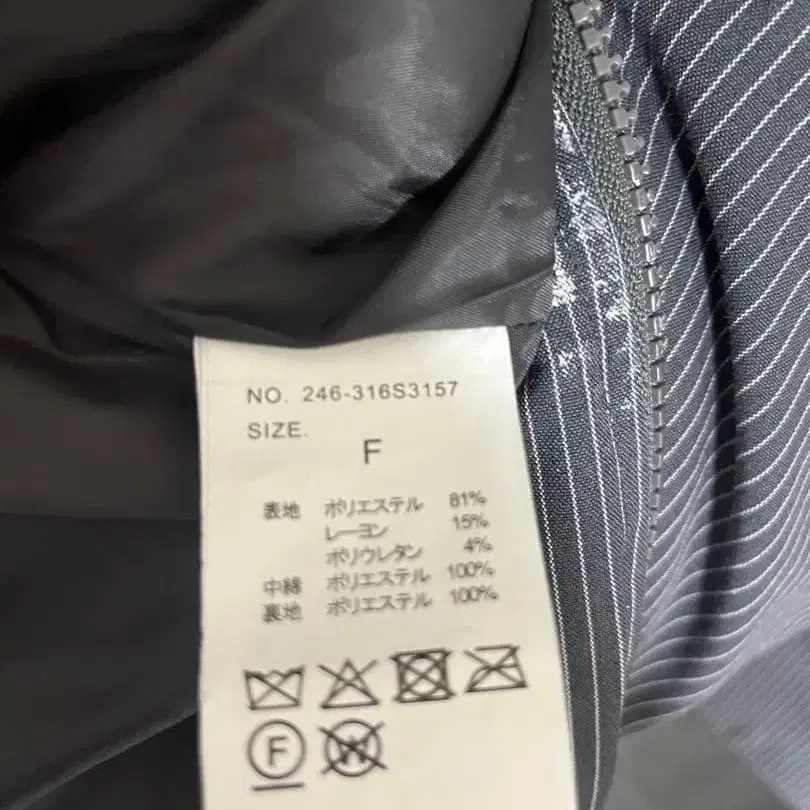 NO. 246-316S3157
SIZE.
F
表地 ポリエステル 81%
レーヨン 15%
ポリウレタン 4%
中綿 ポリエステル 100%
裏地 ポリエステル 100%
F W